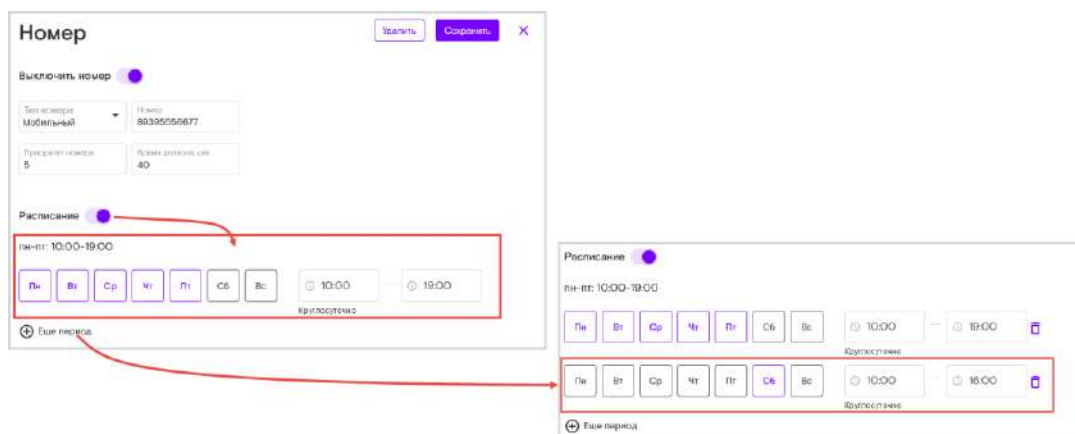 Номер
Удалить
Сохранить
Выключить номер
Тип номера
Мобильный
Номер
89395556677
Приоритет номера
5
Время дозвона, сек
40
Расписание
пн-пт: 10:00-19:00
Пн Вт Ср Чт Пт Сб Вс 10:00 — 19:00
Круглосуточно
Еще период
Расписание
пн-пт: 10:00-19:00
Пн Вт Ср Чт Пт Сб Вс 10:00 — 19:00
Круглосуточно
Пн Вт Ср Чт Пт Сб Вс 10:00 — 16:00
Круглосуточно
Еще период